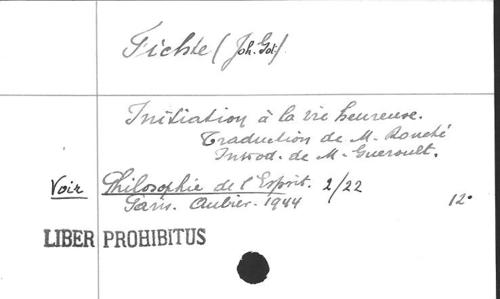 Fichte (Joh. Got.)
Initiation à la vie heureuse.
Traduction de M. Rouché
Introd. de M. Gueroult.
Voir Philosophie de l'Esprit. 2/22
Paris. Aubier. 1944 12°
LIBER PROHIBITUS